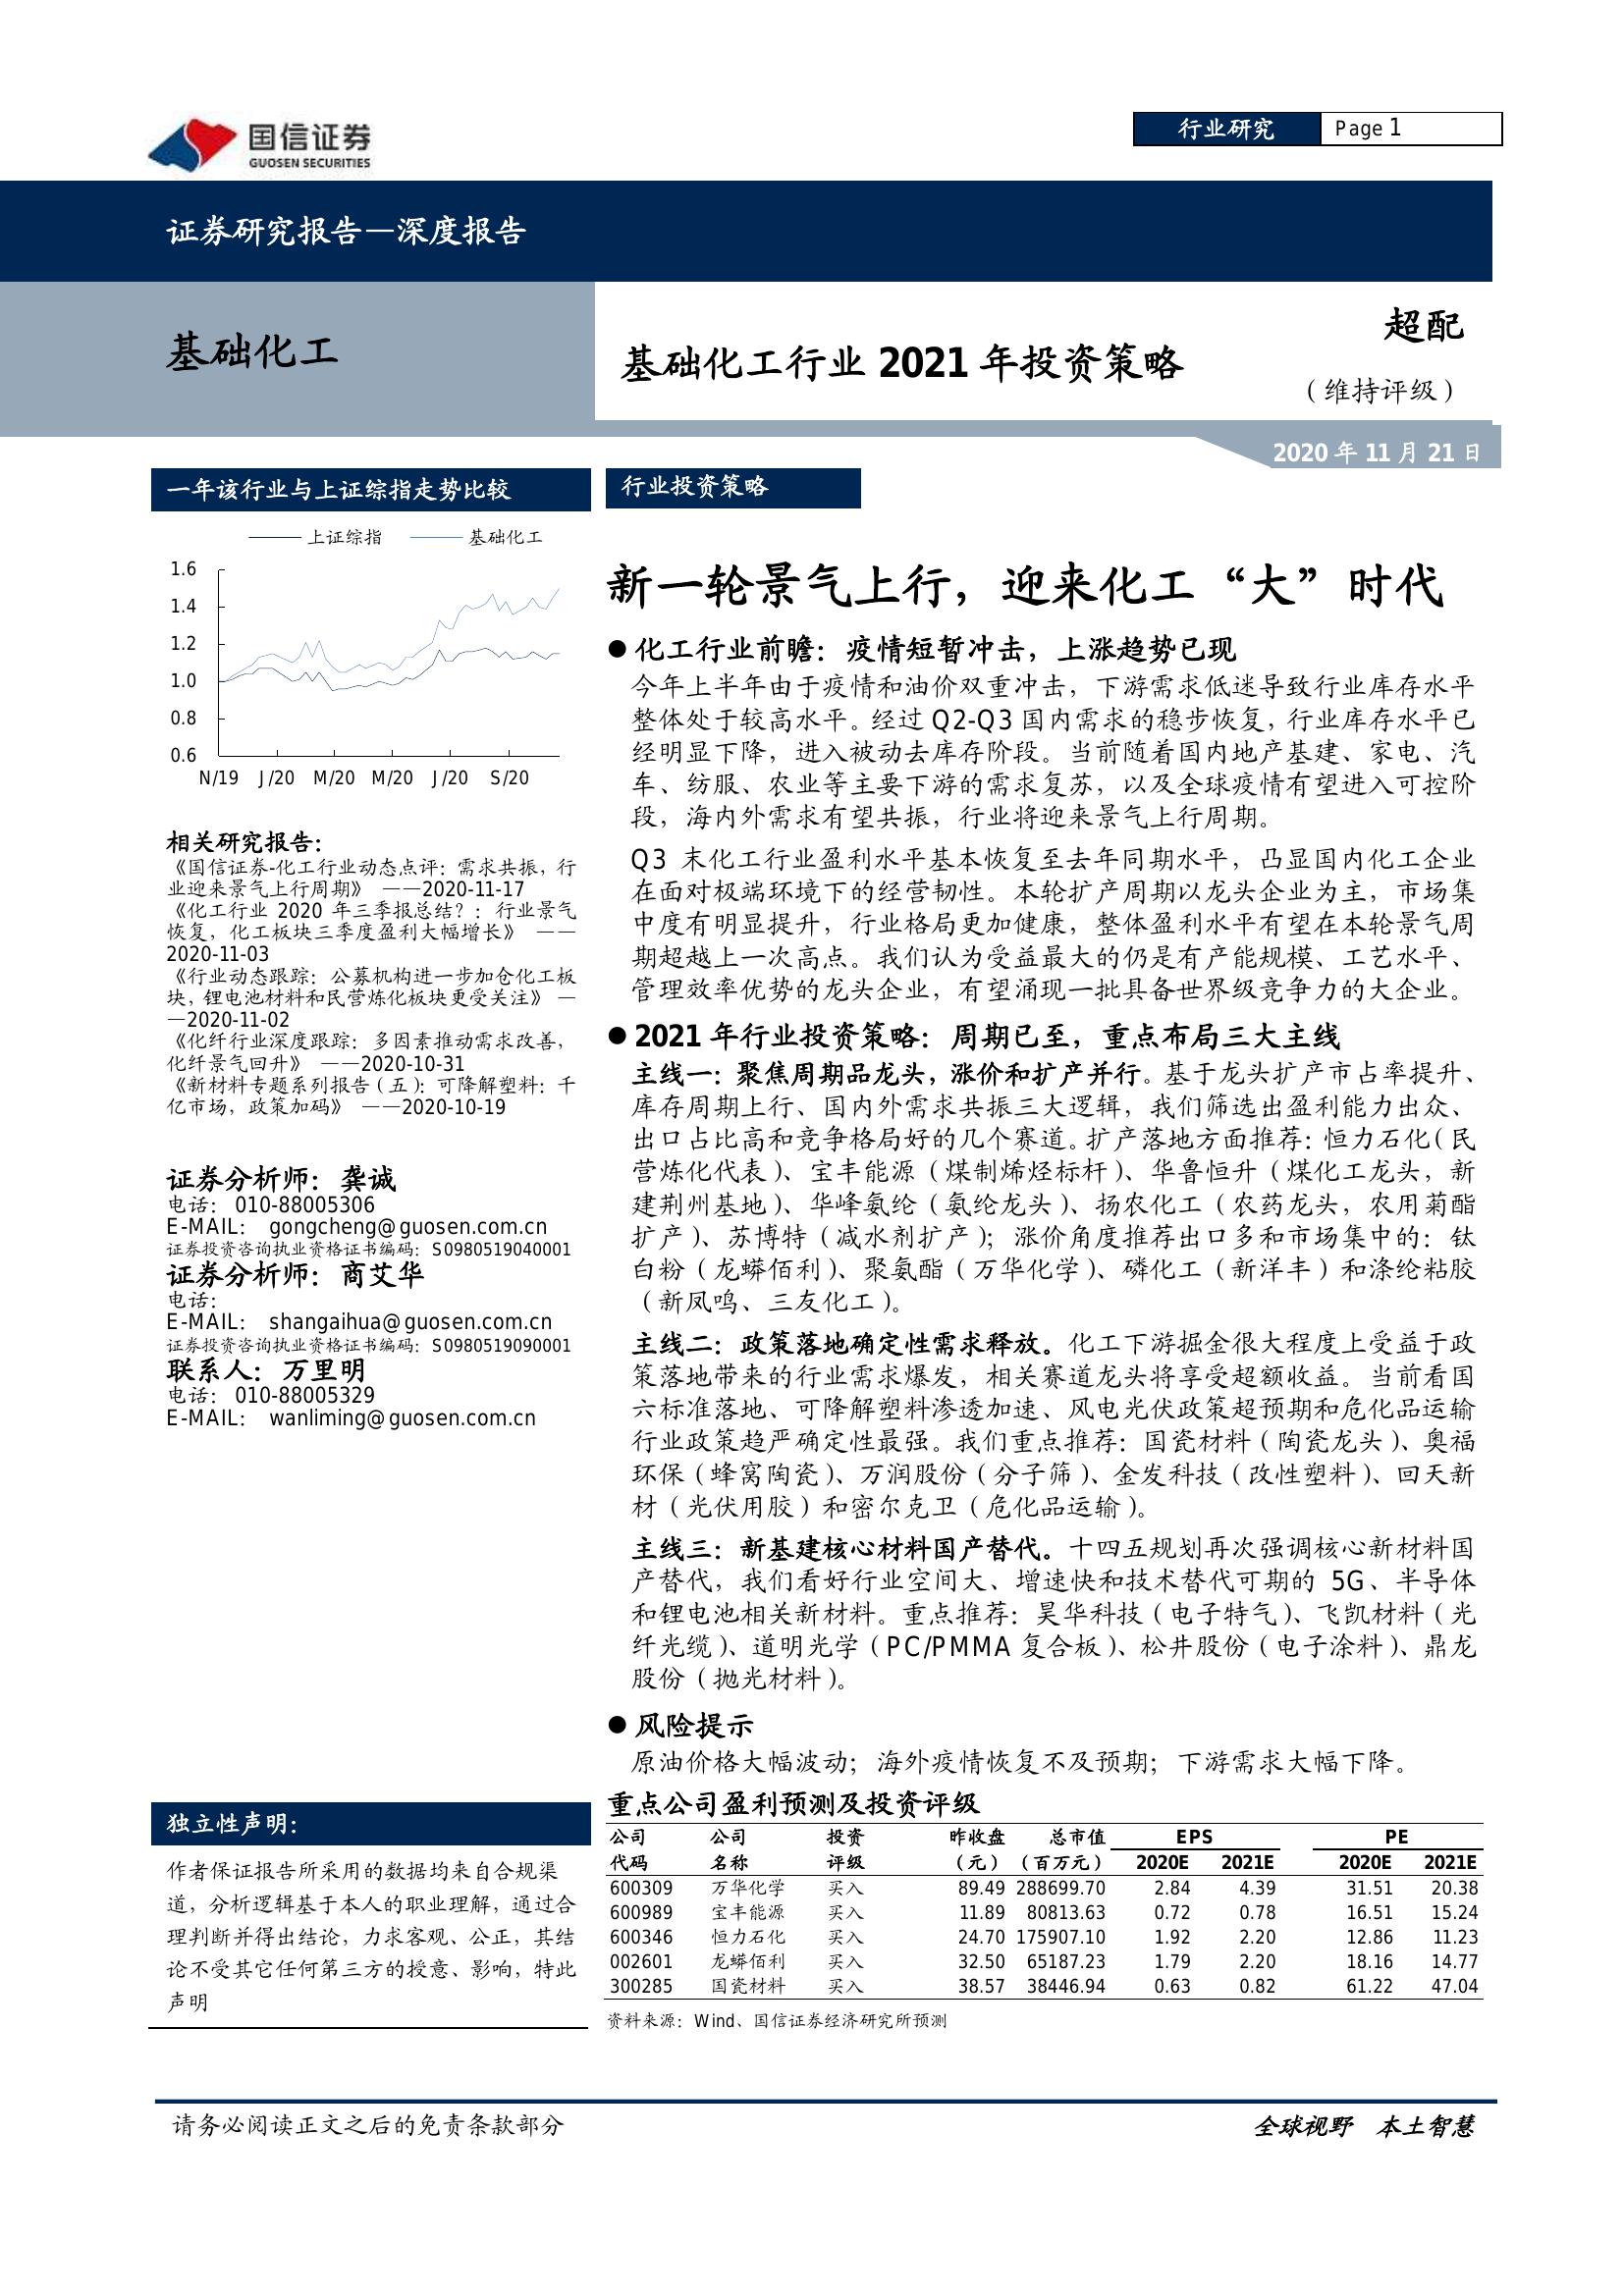 国信证券
GUOSEN SECURITIES
行业研究
Page 1
证券研究报告—深度报告
基础化工
基础化工行业 2021 年投资策略
超配
（维持评级）
2020 年 11 月 21 日
一年该行业与上证综指走势比较
上证综指 基础化工
1.6
1.4
1.2
1.0
0.8
0.6
N/19 J/20 M/20 M/20 J/20 S/20
相关研究报告：
《国信证券-化工行业动态点评：需求共振，行
业迎来景气上行周期》 ——2020-11-17
《化工行业 2020 年三季报总结?：行业景气
恢复，化工板块三季度盈利大幅增长》 ——
2020-11-03
《行业动态跟踪：公募机构进一步加仓化工板
块，锂电池材料和民营炼化板块更受关注》 —
—2020-11-02
《化纤行业深度跟踪：多因素推动需求改善，
化纤景气回升》 ——2020-10-31
《新材料专题系列报告（五）：可降解塑料：千
亿市场，政策加码》 ——2020-10-19
证券分析师：龚诚
电话： 010-88005306
E-MAIL： gongcheng@guosen.com.cn
证券投资咨询执业资格证书编码：S0980519040001
证券分析师：商艾华
电话：
E-MAIL： shangaihua@guosen.com.cn
证券投资咨询执业资格证书编码：S0980519090001
联系人：万里明
电话： 010-88005329
E-MAIL： wanliming@guosen.com.cn
独立性声明：
作者保证报告所采用的数据均来自合规渠
道，分析逻辑基于本人的职业理解，通过合
理判断并得出结论，力求客观、公正，其结
论不受其它任何第三方的授意、影响，特此
声明
行业投资策略
新一轮景气上行，迎来化工“大”时代
● 化工行业前瞻：疫情短暂冲击，上涨趋势已现
今年上半年由于疫情和油价双重冲击，下游需求低迷导致行业库存水平
整体处于较高水平。经过 Q2-Q3 国内需求的稳步恢复，行业库存水平已
经明显下降，进入被动去库存阶段。当前随着国内地产基建、家电、汽
车、纺服、农业等主要下游的需求复苏，以及全球疫情有望进入可控阶
段，海内外需求有望共振，行业将迎来景气上行周期。
Q3 末化工行业盈利水平基本恢复至去年同期水平，凸显国内化工企业
在面对极端环境下的经营韧性。本轮扩产周期以龙头企业为主，市场集
中度有明显提升，行业格局更加健康，整体盈利水平有望在本轮景气周
期超越上一次高点。我们认为受益最大的仍是有产能规模、工艺水平、
管理效率优势的龙头企业，有望涌现一批具备世界级竞争力的大企业。
● 2021 年行业投资策略：周期已至，重点布局三大主线
主线一：聚焦周期品龙头，涨价和扩产并行。基于龙头扩产市占率提升、
库存周期上行、国内外需求共振三大逻辑，我们筛选出盈利能力出众、
出口占比高和竞争格局好的几个赛道。扩产落地方面推荐：恒力石化（民
营炼化代表）、宝丰能源（煤制烯烃标杆）、华鲁恒升（煤化工龙头，新
建荆州基地）、华峰氨纶（氨纶龙头）、扬农化工（农药龙头，农用菊酯
扩产）、苏博特（减水剂扩产）；涨价角度推荐出口多和市场集中的：钛
白粉（龙蟒佰利）、聚氨酯（万华化学）、磷化工（新洋丰）和涤纶粘胶
（新凤鸣、三友化工）。
主线二：政策落地确定性需求释放。化工下游掘金很大程度上受益于政
策落地带来的行业需求爆发，相关赛道龙头将享受超额收益。当前看国
六标准落地、可降解塑料渗透加速、风电光伏政策超预期和危化品运输
行业政策趋严确定性最强。我们重点推荐：国瓷材料（陶瓷龙头）、奥福
环保（蜂窝陶瓷）、万润股份（分子筛）、金发科技（改性塑料）、回天新
材（光伏用胶）和密尔克卫（危化品运输）。
主线三：新基建核心材料国产替代。十四五规划再次强调核心新材料国
产替代，我们看好行业空间大、增速快和技术替代可期的 5G、半导体
和锂电池相关新材料。重点推荐：昊华科技（电子特气）、飞凯材料（光
纤光缆）、道明光学（PC/PMMA 复合板）、松井股份（电子涂料）、鼎龙
股份（抛光材料）。
● 风险提示
原油价格大幅波动；海外疫情恢复不及预期；下游需求大幅下降。
重点公司盈利预测及投资评级
公司 公司 投资 昨收盘 总市值 EPS PE
代码 名称 评级 （元） （百万元） 2020E 2021E 2020E 2021E
600309 万华化学 买入 89.49 288699.70 2.84 4.39 31.51 20.38
600989 宝丰能源 买入 11.89 80813.63 0.72 0.78 16.51 15.24
600346 恒力石化 买入 24.70 175907.10 1.92 2.20 12.86 11.23
002601 龙蟒佰利 买入 32.50 65187.23 1.79 2.20 18.16 14.77
300285 国瓷材料 买入 38.57 38446.94 0.63 0.82 61.22 47.04
资料来源：Wind、国信证券经济研究所预测
请务必阅读正文之后的免责条款部分
全球视野 本土智慧